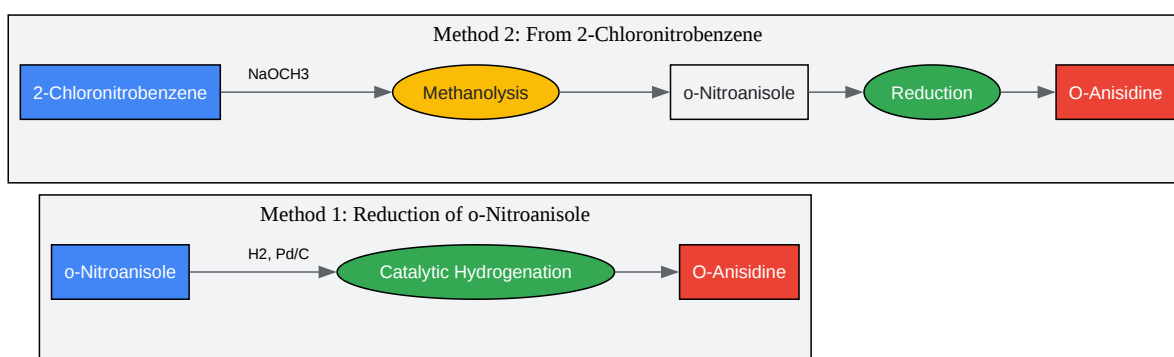 Method 2: From 2-Chloronitrobenzene
2-Chloronitrobenzene
NaOCH3
Methanolysis
o-Nitroanisole
Reduction
O-Anisidine
Method 1: Reduction of o-Nitroanisole
o-Nitroanisole
H2, Pd/C
Catalytic Hydrogenation
O-Anisidine